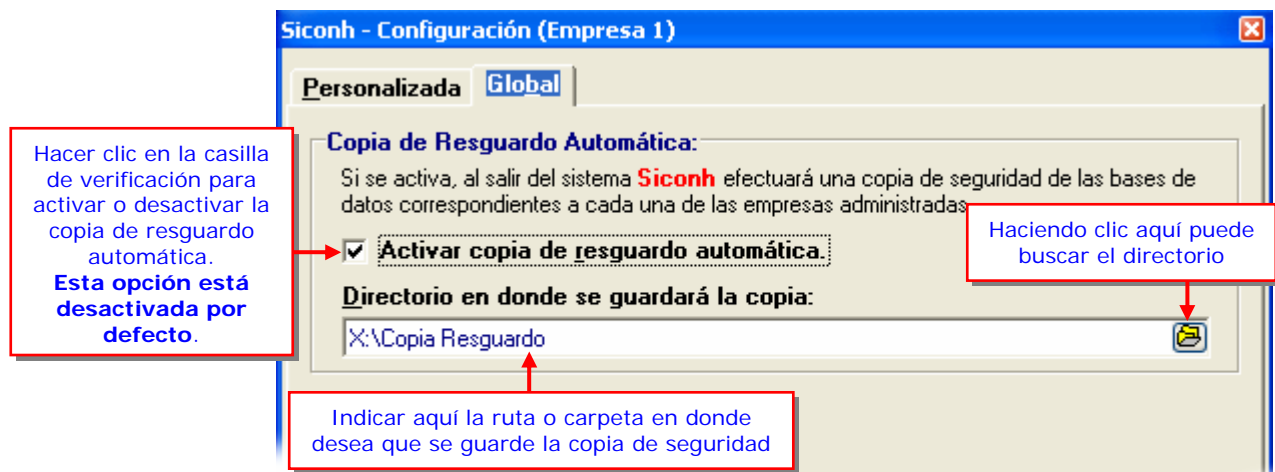 Siconh - Configuración (Empresa 1)
Personalizada
Global
Copia de Resguardo Automática:
Si se activa, al salir del sistema Siconh efectuará una copia de seguridad de las bases de
datos correspondientes a cada una de las empresas administradas
Activar copia de resguardo automática.
Directorio en donde se guardará la copia:
X:\Copia Resguardo
Hacer clic en la casilla
de verificación para
activar o desactivar la
copia de resguardo
automática.
Esta opción está
desactivada por
defecto.
Haciendo clic aquí puede
buscar el directorio
Indicar aquí la ruta o carpeta en donde
desea que se guarde la copia de seguridad